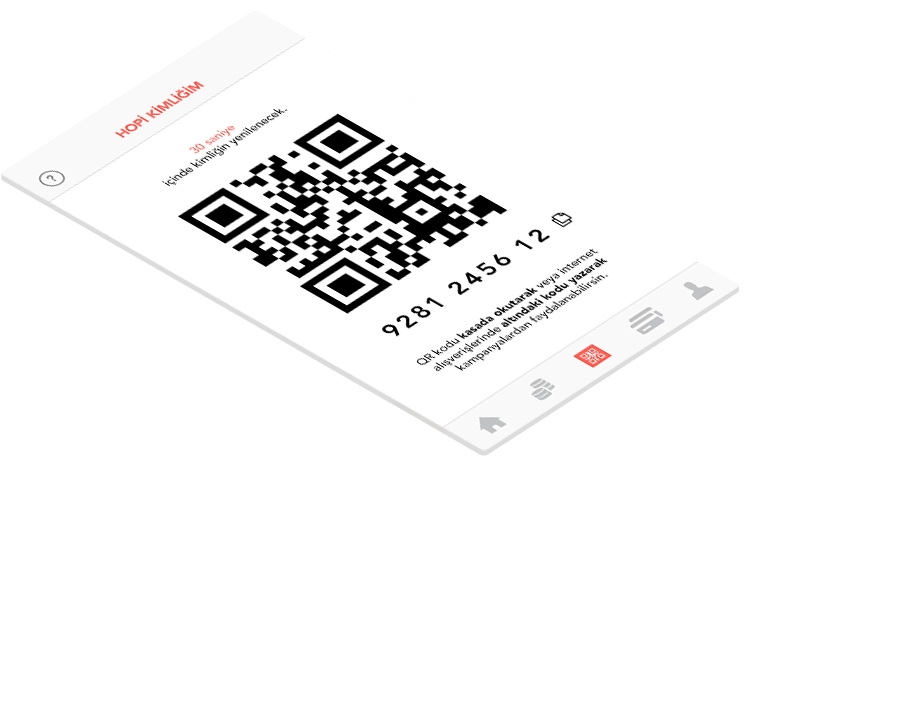 HOPİ KİMLİĞİM
?
30 saniye
içinde kimliğin yenilenecek.
9281 2456 12
QR kodu kasada okutarak veya internet
alışverişlerinde altındaki kodu yazarak
kampanyalardan faydalanabilirsin.